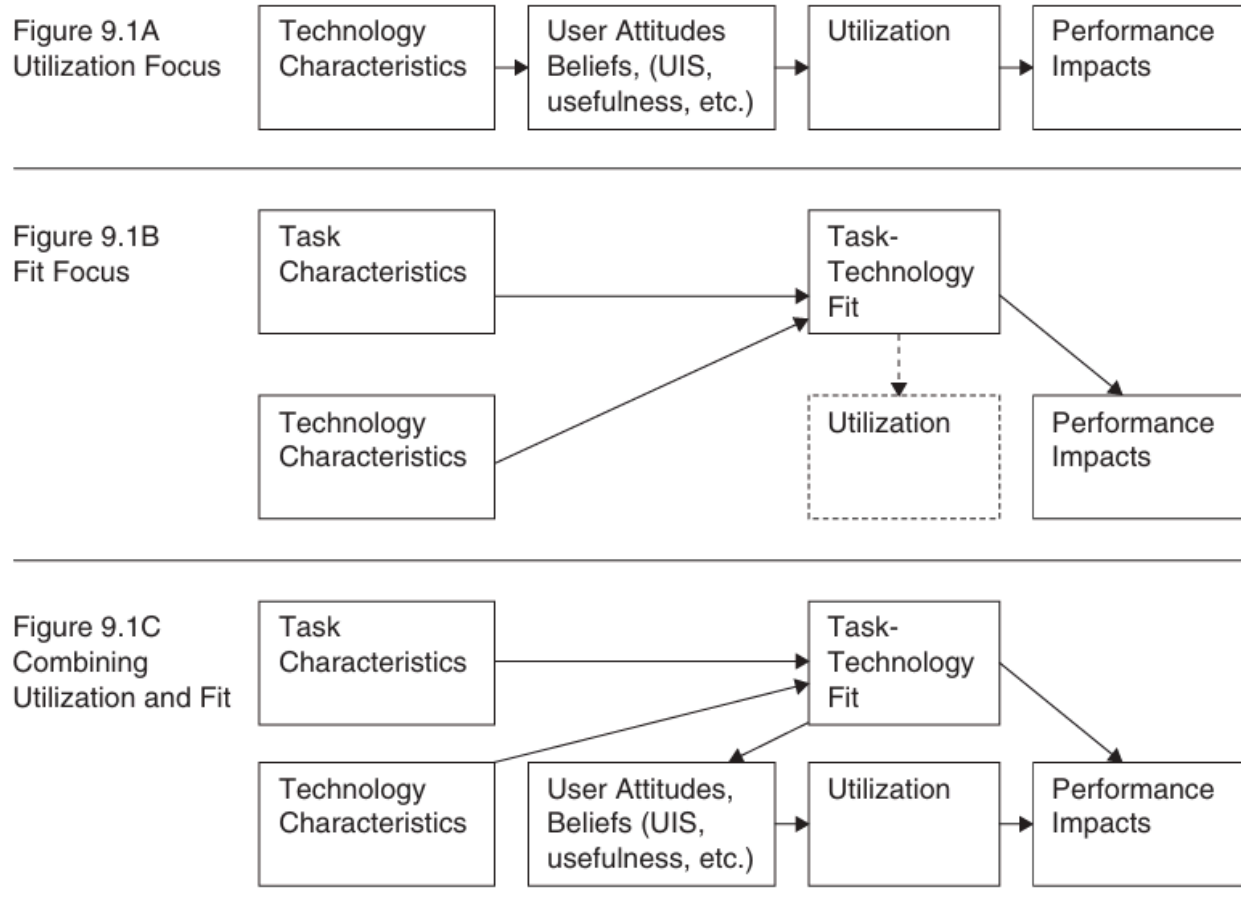 Figure 9.1A
Utilization Focus
Technology
Characteristics
User Attitudes
Beliefs, (UIS,
usefulness, etc.)
Utilization
Performance
Impacts
Figure 9.1B
Fit Focus
Task
Characteristics
Task-
Technology
Fit
Technology
Characteristics
Utilization
Performance
Impacts
Figure 9.1C
Combining
Utilization and Fit
Task
Characteristics
Task-
Technology
Fit
Technology
Characteristics
User Attitudes,
Beliefs (UIS,
usefulness, etc.)
Utilization
Performance
Impacts